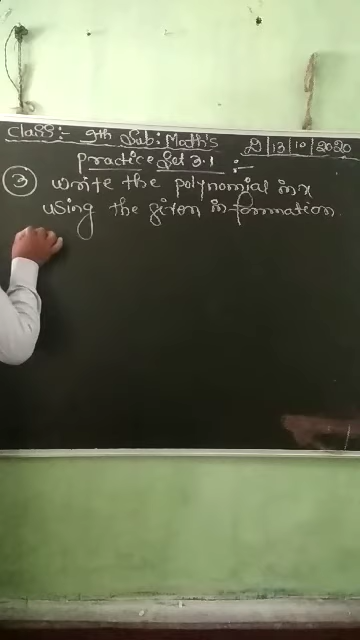 Class:- 9th Sub: Math's
D|13|10|2020
Practice Set 3.1 :-
3 write the polynomial in x
using the given information.